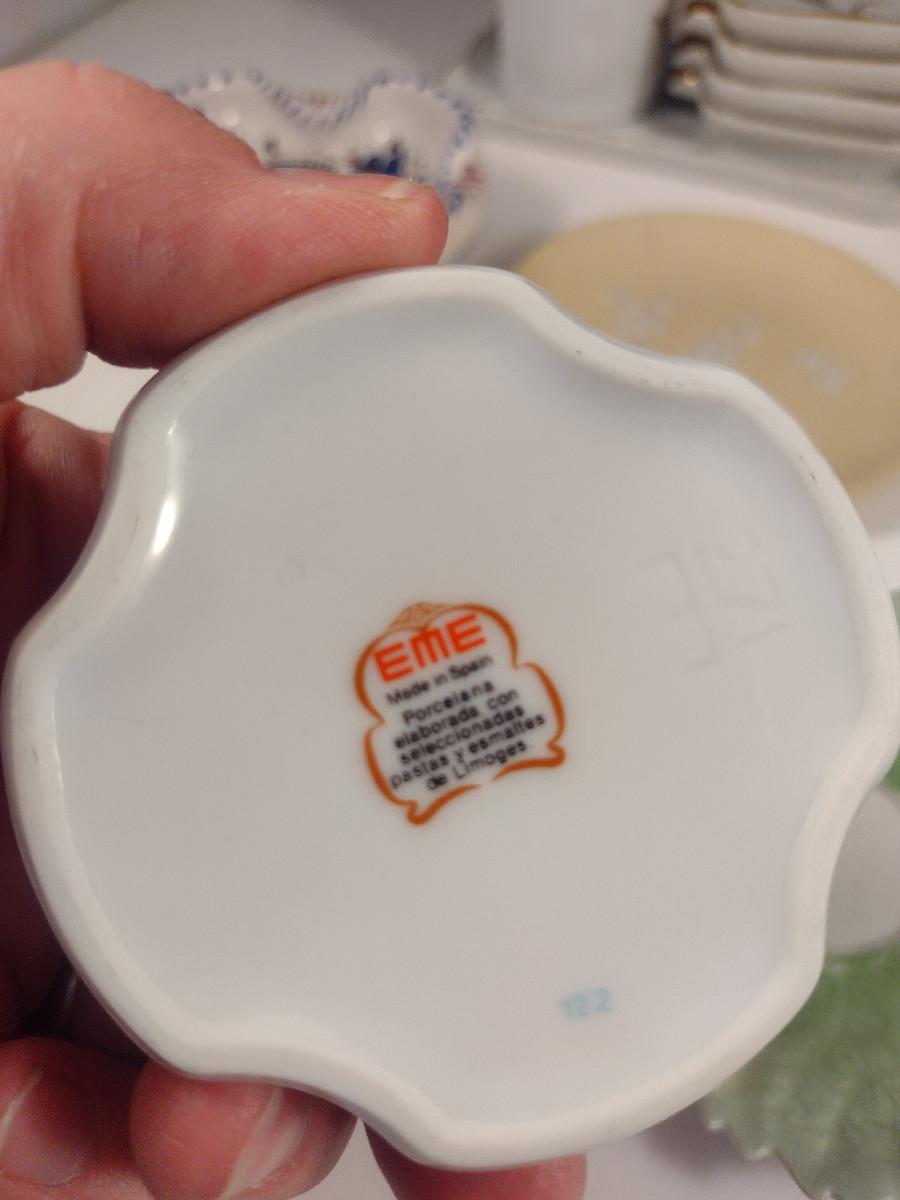 EME
Made in Spain
Porcelana
elaborada con
seleccionadas
pastas y esmaltes
de Limoges.
122